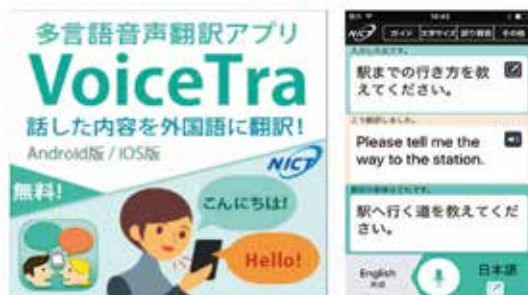 多言語音声翻訳アプリ
VoiceTra
話した内容を外国語に翻訳!
Android版 / iOS版
NICT
無料!
こんにちは!
Hello!
NICT ガイド 文字サイズ 誤り報告 その他
駅までの行き方を教
えてください。
Please tell me the
way to the station.
駅へ行く道を教えてくだ
さい。
English
日本語